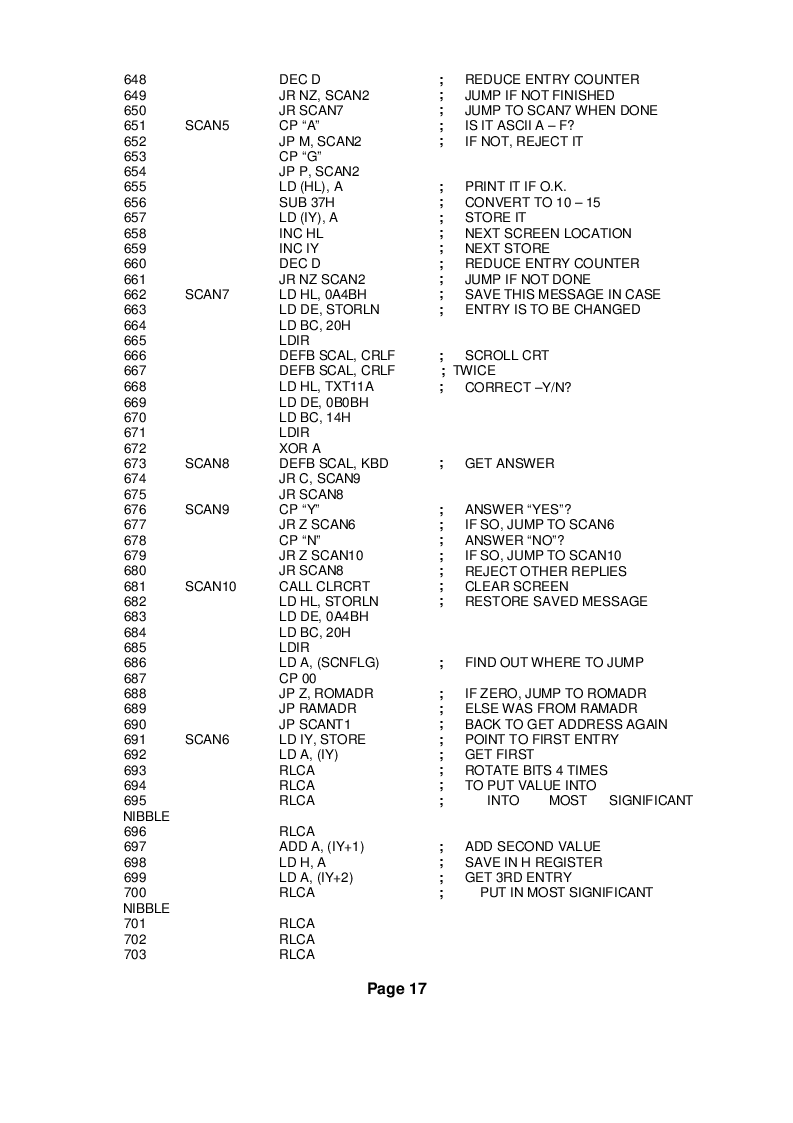 648 DEC D ; REDUCE ENTRY COUNTER
649 JR NZ, SCAN2 ; JUMP IF NOT FINISHED
650 JR SCAN7 ; JUMP TO SCAN7 WHEN DONE
651 SCAN5 CP “A” ; IS IT ASCII A – F?
652 JP M, SCAN2 ; IF NOT, REJECT IT
653 CP “G”
654 JP P, SCAN2
655 LD (HL), A ; PRINT IT IF O.K.
656 SUB 37H ; CONVERT TO 10 – 15
657 LD (IY), A ; STORE IT
658 INC HL ; NEXT SCREEN LOCATION
659 INC IY ; NEXT STORE
660 DEC D ; REDUCE ENTRY COUNTER
661 JR NZ SCAN2 ; JUMP IF NOT DONE
662 SCAN7 LD HL, 0A4BH ; SAVE THIS MESSAGE IN CASE
663 LD DE, STORLN ; ENTRY IS TO BE CHANGED
664 LD BC, 20H
665 LDIR
666 DEFB SCAL, CRLF ; SCROLL CRT
667 DEFB SCAL, CRLF ; TWICE
668 LD HL, TXT11A ; CORRECT –Y/N?
669 LD DE, 0B0BH
670 LD BC, 14H
671 LDIR
672 XOR A
673 SCAN8 DEFB SCAL, KBD ; GET ANSWER
674 JR C, SCAN9
675 JR SCAN8
676 SCAN9 CP “Y” ; ANSWER “YES”?
677 JR Z SCAN6 ; IF SO, JUMP TO SCAN6
678 CP “N” ; ANSWER “NO”?
679 JR Z SCAN10 ; IF SO, JUMP TO SCAN10
680 JR SCAN8 ; REJECT OTHER REPLIES
681 SCAN10 CALL CLRCRT ; CLEAR SCREEN
682 LD HL, STORLN ; RESTORE SAVED MESSAGE
683 LD DE, 0A4BH
684 LD BC, 20H
685 LDIR
686 LD A, (SCNFLG) ; FIND OUT WHERE TO JUMP
687 CP 00
688 JP Z, ROMADR ; IF ZERO, JUMP TO ROMADR
689 JP RAMADR ; ELSE WAS FROM RAMADR
690 JP SCANT1 ; BACK TO GET ADDRESS AGAIN
691 SCAN6 LD IY, STORE ; POINT TO FIRST ENTRY
692 LD A, (IY) ; GET FIRST
693 RLCA ; ROTATE BITS 4 TIMES
694 RLCA ; TO PUT VALUE INTO
695 RLCA ; INTO MOST SIGNIFICANT
NIBBLE
696 RLCA
697 ADD A, (IY+1) ; ADD SECOND VALUE
698 LD H, A ; SAVE IN H REGISTER
699 LD A, (IY+2) ; GET 3RD ENTRY
700 RLCA ; PUT IN MOST SIGNIFICANT
NIBBLE
701 RLCA
702 RLCA
703 RLCA
Page 17